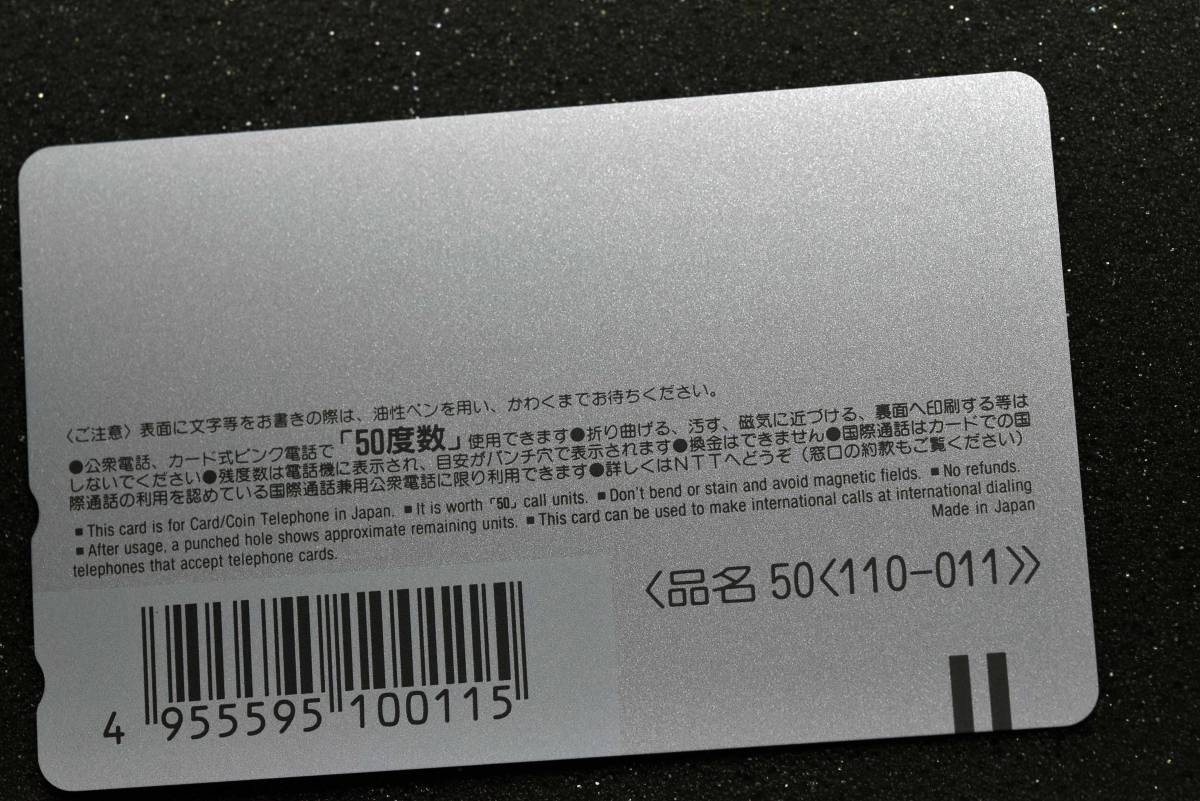 〈ご注意〉表面に文字等をお書きの際は、油性ペンを用い、かわくまでお待ちください。
●公衆電話、カード式ピンク電話で「50度数」使用できます●折り曲げる、汚す、磁気に近づける、裏面へ印刷する等は
しないでください●残度数は電話機に表示され、目安がパンチ穴で表示されます●換金はできません●国際通話はカードでの国
際通話の利用を認めている国際通話兼用公衆電話に限り利用できます●詳しくはNTTへどうぞ（窓口の約款もご覧ください）
■This card is for Card/Coin Telephone in Japan. ■It is worth「50」call units. ■Don't bend or stain and avoid magnetic fields. ■No refunds.
■After usage, a punched hole shows approximate remaining units. ■This card can be used to make international calls at international dialing
telephones that accept telephone cards.
Made in Japan
〈品名 50〈110-011〉〉
4 955595 100115